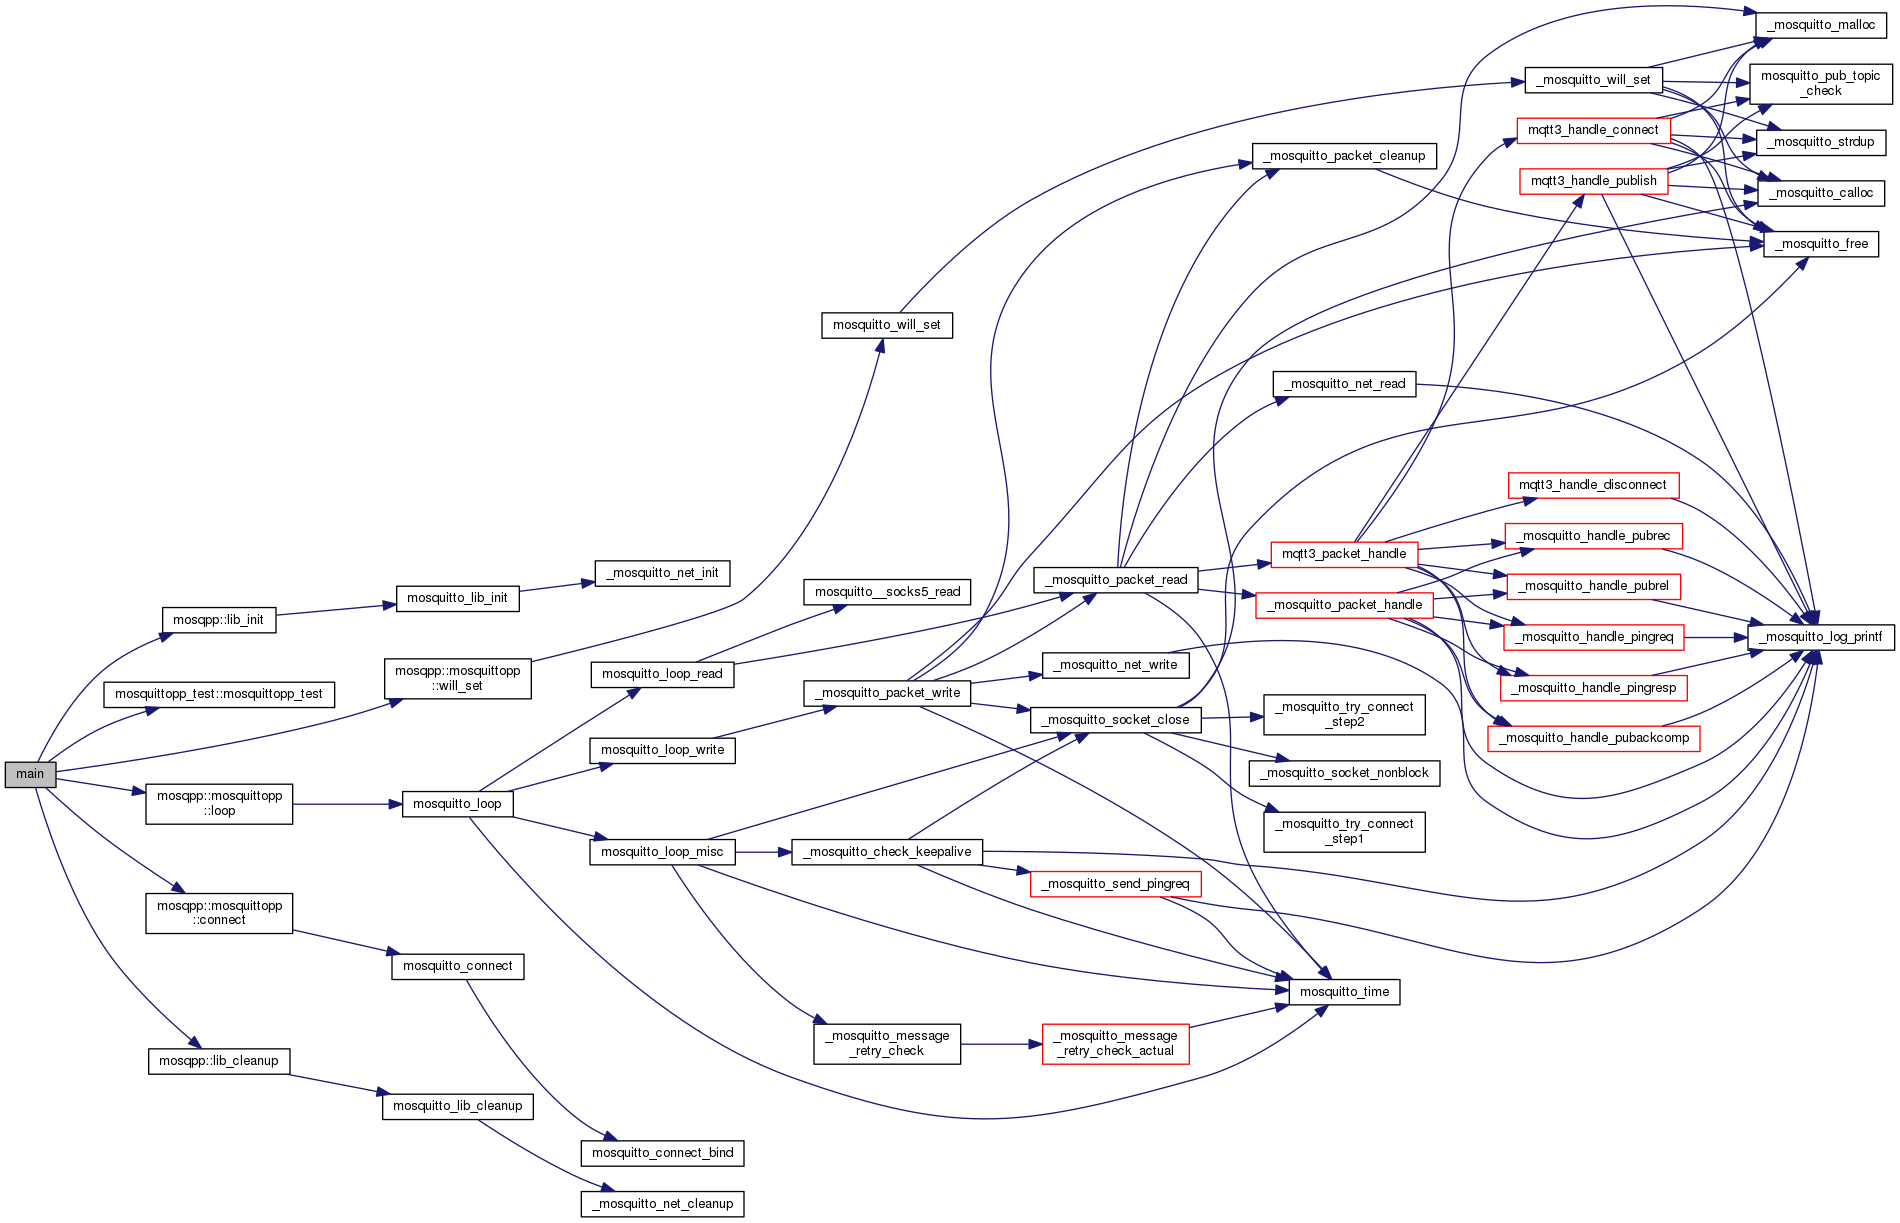 main
mosqpp::lib_init
mosquittopp_test::mosquittopp_test
mosqpp::mosquittopp
::will_set
mosqpp::mosquittopp
::loop
mosqpp::mosquittopp
::connect
mosqpp::lib_cleanup
mosquitto_lib_init
mosquitto_loop
mosquitto_connect
mosquitto_lib_cleanup
_mosquitto_net_init
mosquitto_loop_read
mosquitto_loop_write
mosquitto_loop_misc
mosquitto_connect_bind
_mosquitto_net_cleanup
mosquitto_will_set
mosquitto__socks5_read
_mosquitto_packet_write
_mosquitto_check_keepalive
_mosquitto_message
_retry_check
_mosquitto_packet_read
_mosquitto_net_write
_mosquitto_socket_close
_mosquitto_send_pingreq
_mosquitto_message
_retry_check_actual
_mosquitto_packet_cleanup
_mosquitto_net_read
mqtt3_packet_handle
_mosquitto_packet_handle
_mosquitto_try_connect
_step2
_mosquitto_socket_nonblock
_mosquitto_try_connect
_step1
mosquitto_time
_mosquitto_will_set
mqtt3_handle_connect
mqtt3_handle_publish
mqtt3_handle_disconnect
_mosquitto_handle_pubrec
_mosquitto_handle_pubrel
_mosquitto_handle_pingreq
_mosquitto_handle_pingresp
_mosquitto_handle_pubackcomp
_mosquitto_malloc
mosquitto_pub_topic
_check
_mosquitto_strdup
_mosquitto_calloc
_mosquitto_free
_mosquitto_log_printf